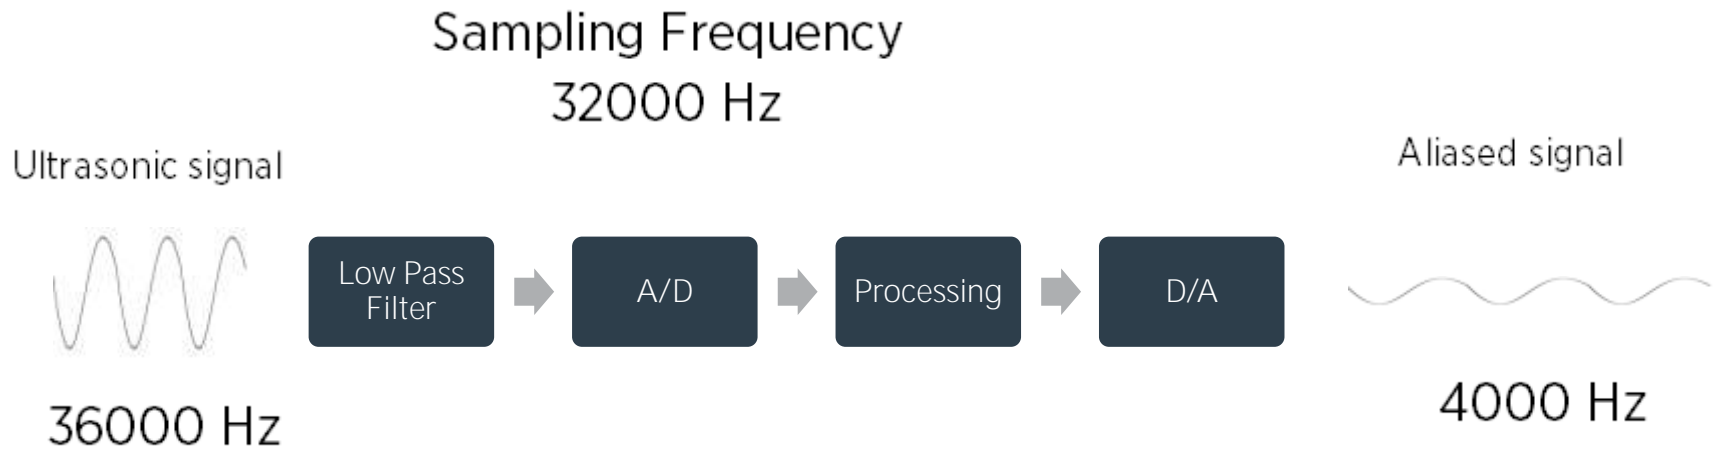 Sampling Frequency
32000 Hz
Ultrasonic signal
Aliased signal
Low Pass
Filter
A/D
Processing
D/A
36000 Hz
4000 Hz